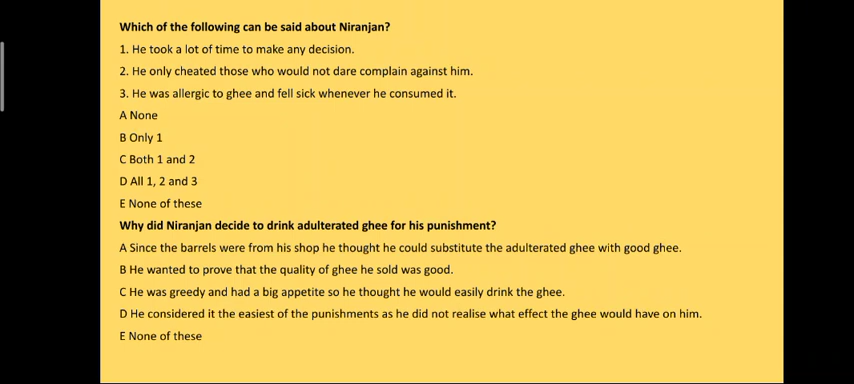 Which of the following can be said about Niranjan?
1. He took a lot of time to make any decision.
2. He only cheated those who would not dare complain against him.
3. He was allergic to ghee and fell sick whenever he consumed it.
A None
B Only 1
C Both 1 and 2
D All 1, 2 and 3
E None of these
Why did Niranjan decide to drink adulterated ghee for his punishment?
A Since the barrels were from his shop he thought he could substitute the adulterated ghee with good ghee.
B He wanted to prove that the quality of ghee he sold was good.
C He was greedy and had a big appetite so he thought he would easily drink the ghee.
D He considered it the easiest of the punishments as he did not realise what effect the ghee would have on him.
E None of these